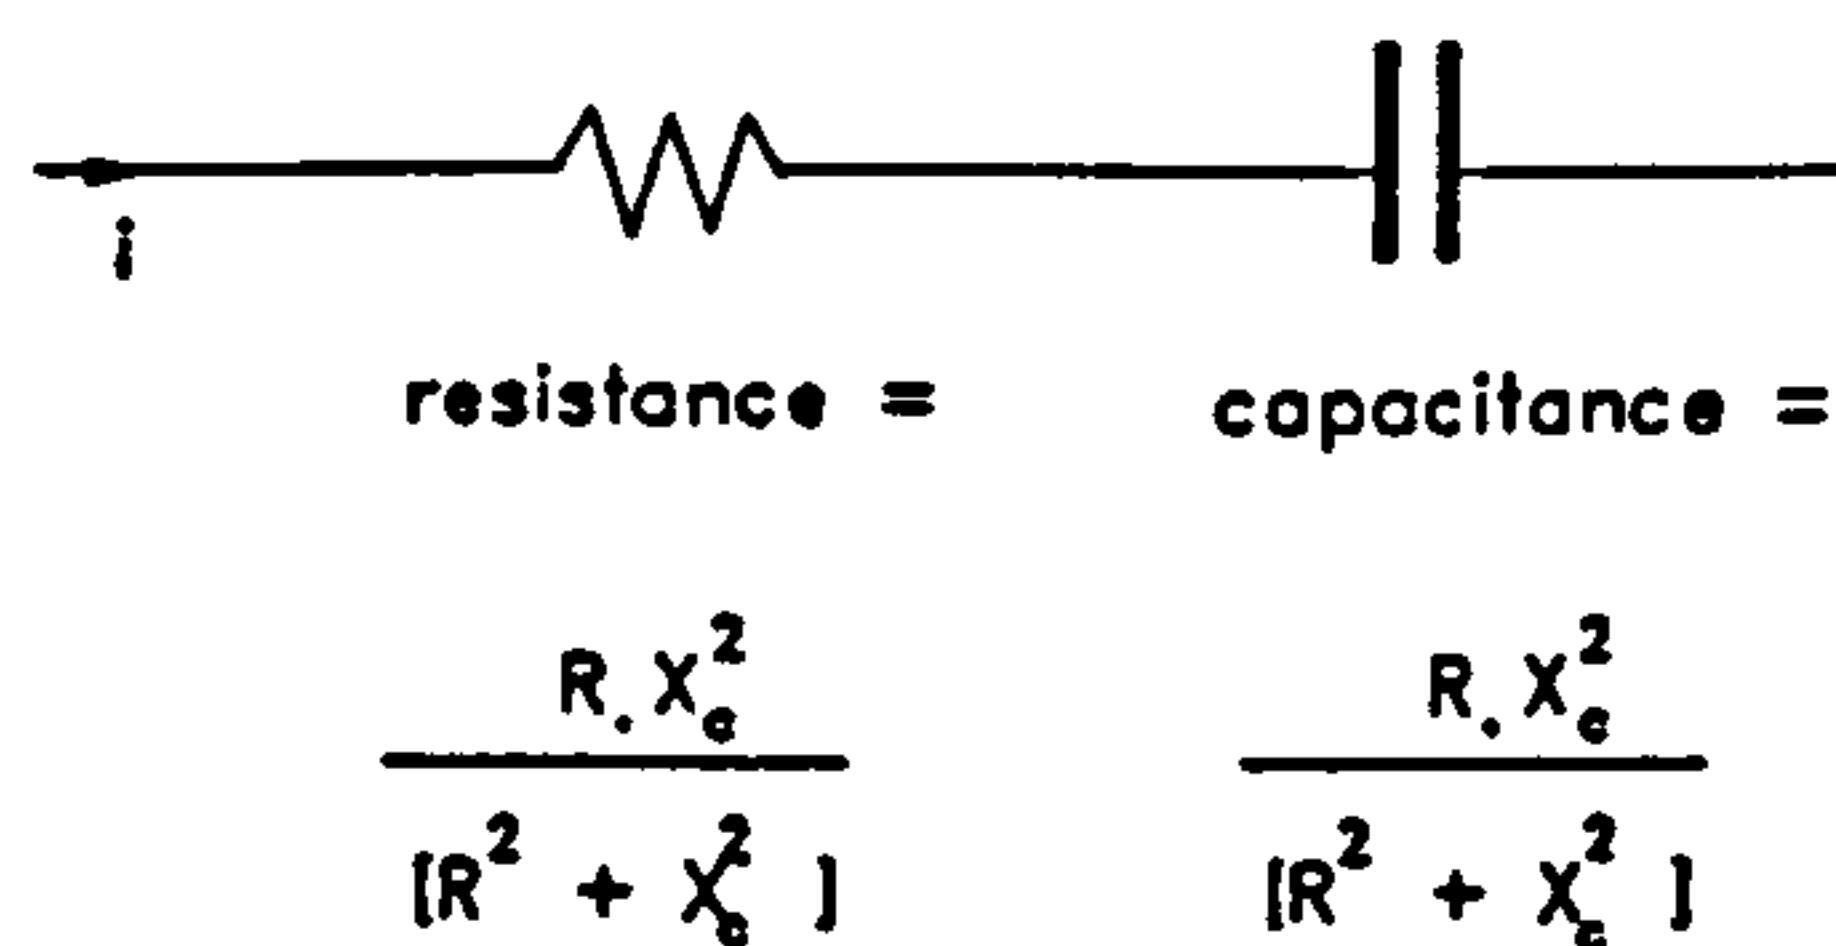 i
resistance = capacitance =
R . X_c^2 R . X_c^2
[R^2 + X_c^2 ] [R^2 + X_c^2 ]